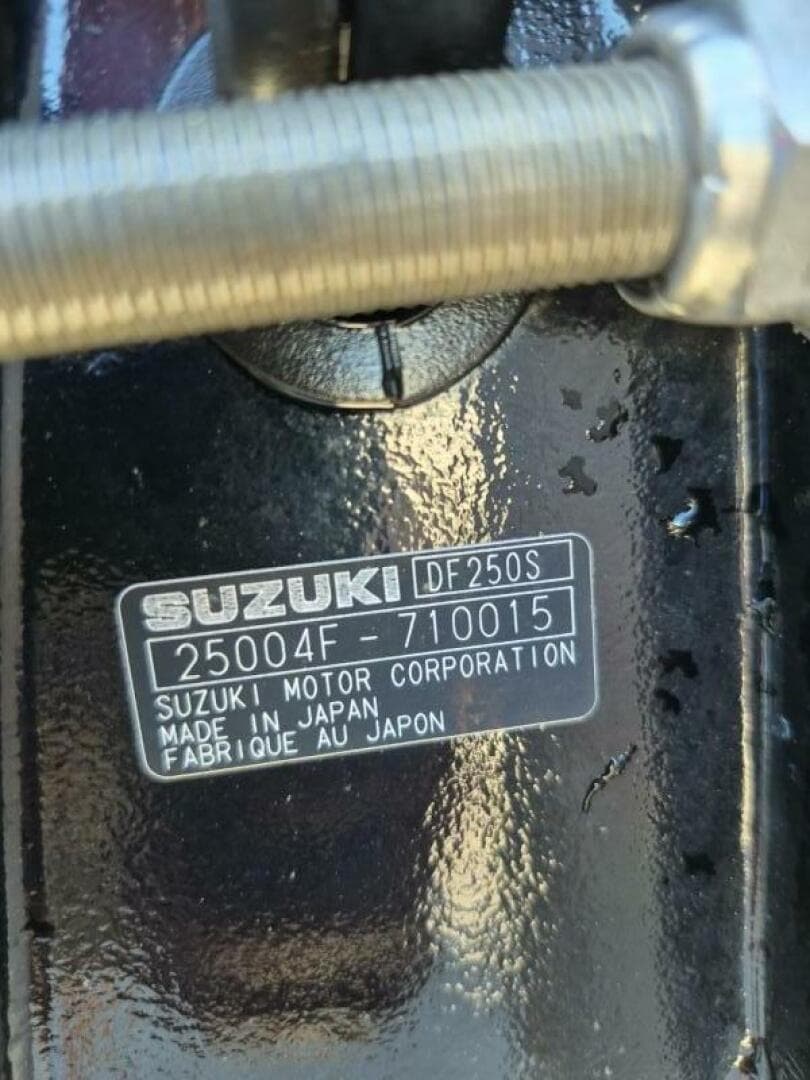 SUZUKI DF250S
25004F - 710015
SUZUKI MOTOR CORPORATION
MADE IN JAPAN
FABRIQUE AU JAPON